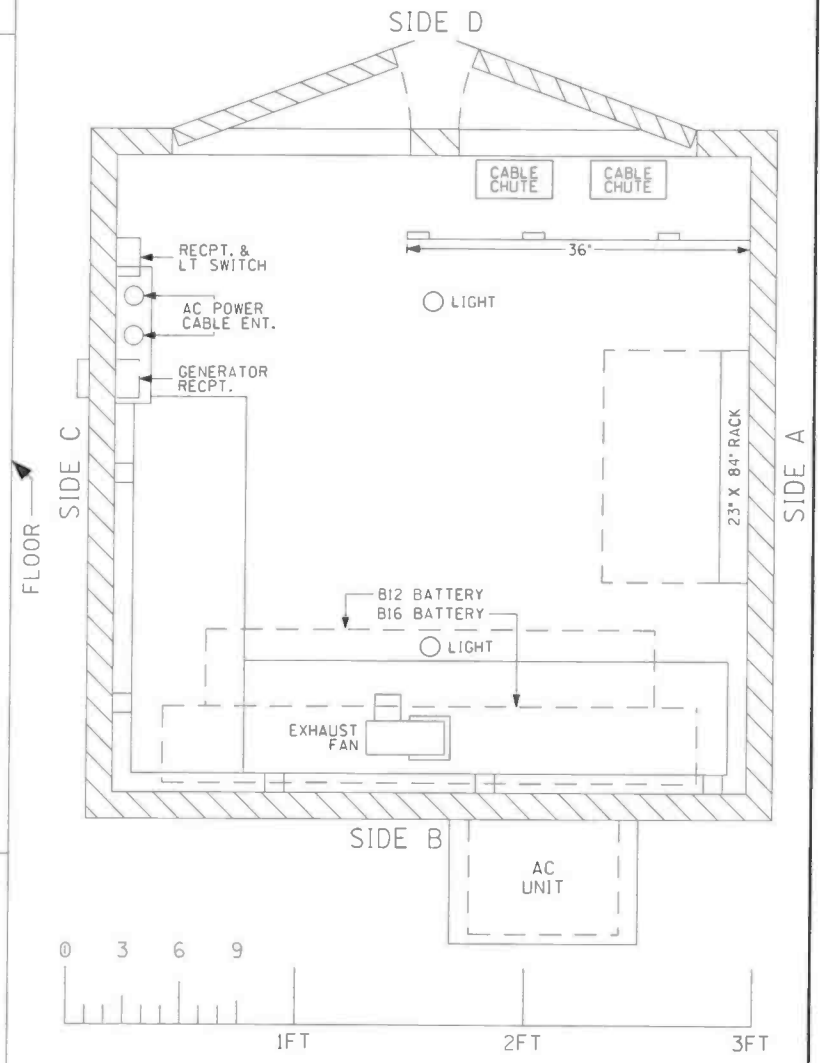 SIDE D
CABLE
CHUTE
CABLE
CHUTE
RECPT. &
LT SWITCH
36"
AC POWER
CABLE ENT.
LIGHT
GENERATOR
RECPT.
SIDE C
FLOOR
23" X 84" RACK
SIDE A
B12 BATTERY
B16 BATTERY
LIGHT
EXHAUST
FAN
SIDE B
AC
UNIT
0 3 6 9
1FT 2FT 3FT